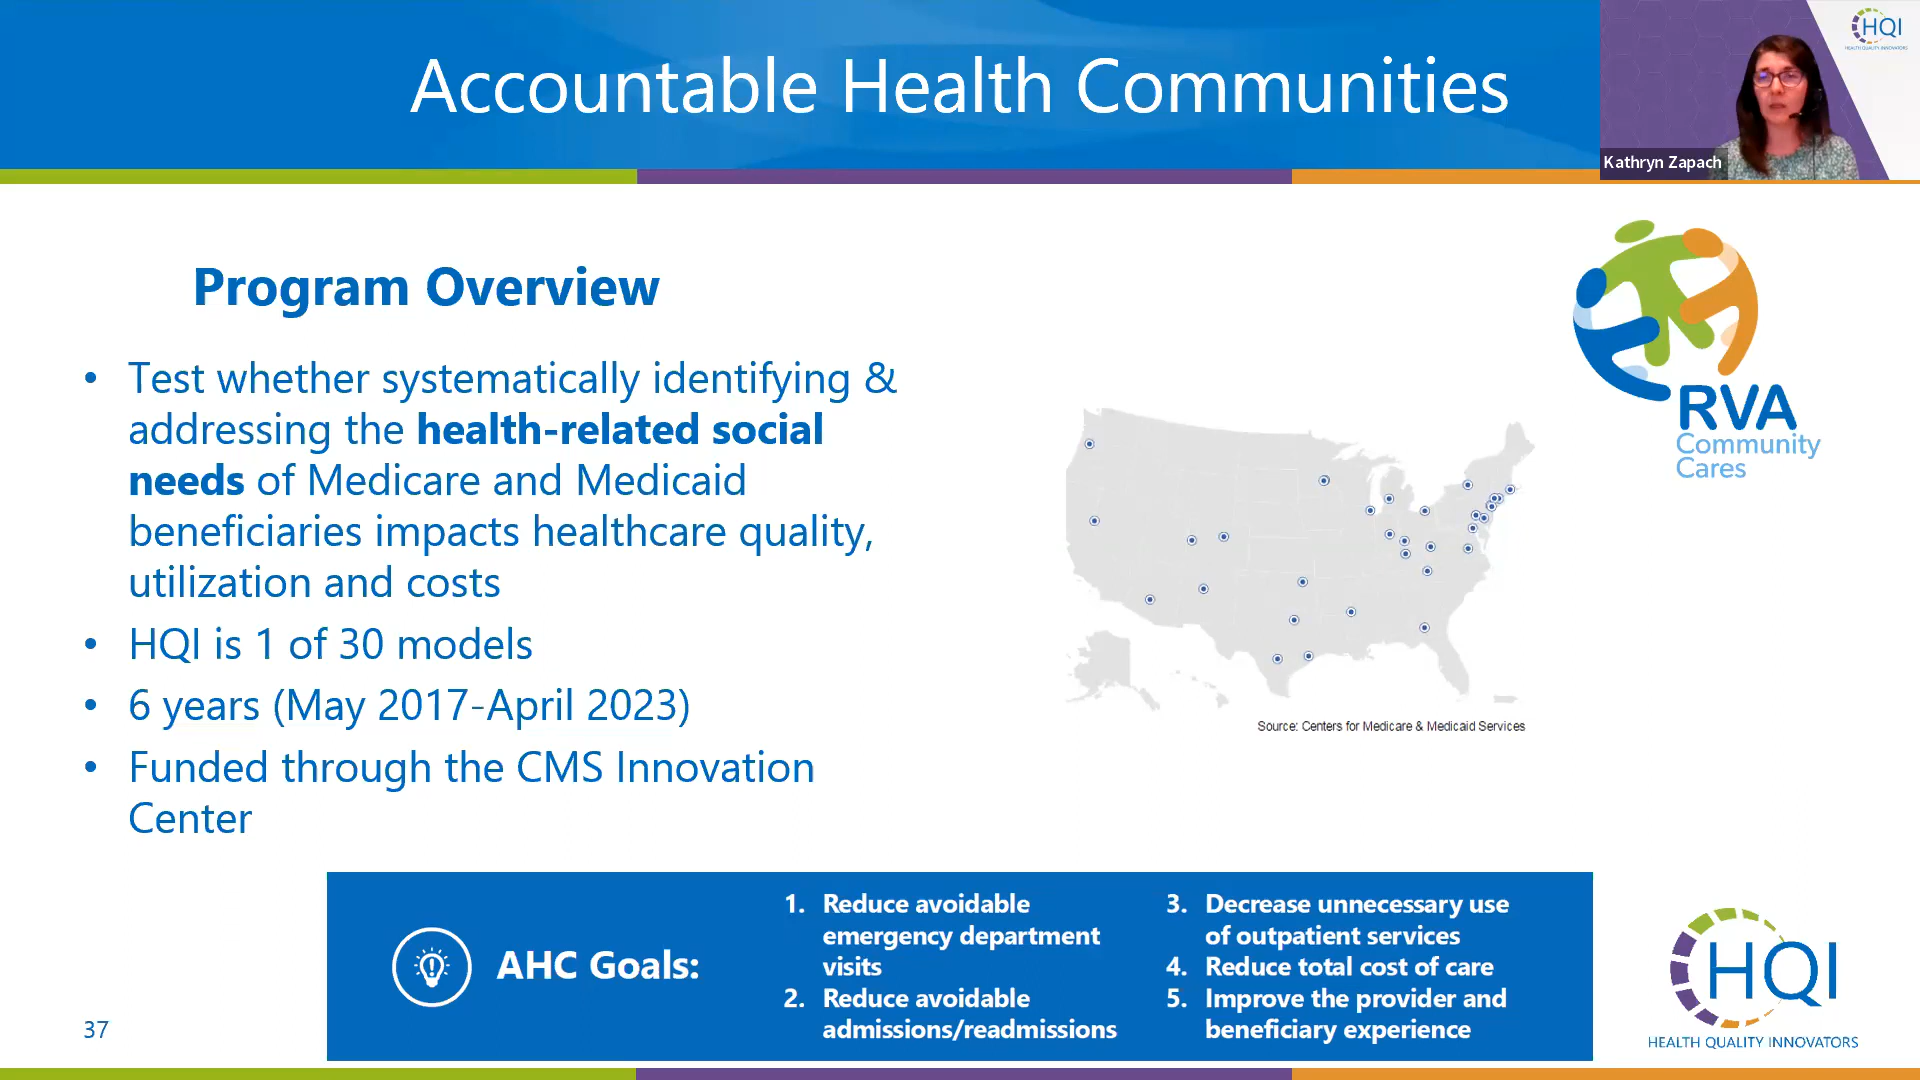 Accountable Health Communities
HQI
Kathryn Zapach
Program Overview
• Test whether systematically identifying &
addressing the health-related social
needs of Medicare and Medicaid
beneficiaries impacts healthcare quality,
utilization and costs
• HQI is 1 of 30 models
• 6 years (May 2017-April 2023)
• Funded through the CMS Innovation
Center
RVA
Community
Cares
Source: Centers for Medicare & Medicaid Services
AHC Goals:
1. Reduce avoidable
emergency department
visits
2. Reduce avoidable
admissions/readmissions
3. Decrease unnecessary use
of outpatient services
4. Reduce total cost of care
5. Improve the provider and
beneficiary experience
HQI
HEALTH QUALITY INNOVATORS
37